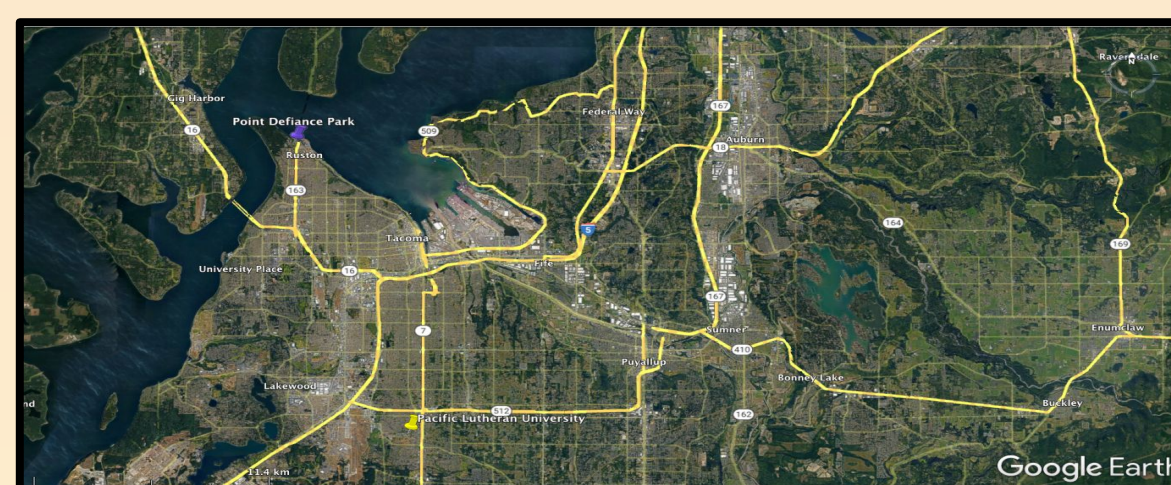 Ravensdale
N
Gig Harbor
167
Federal Way
Point Defiance Park
16
509
Auburn
18
Ruston
163
164
5
Tacoma
169
Fife
University Place
16
167
Enumclaw
7
Sumner
410
Puyallup
Bonney Lake
Lakewood
nd
Buckley
512
162
Pacific Lutheran University
11.4 km
Google Earth